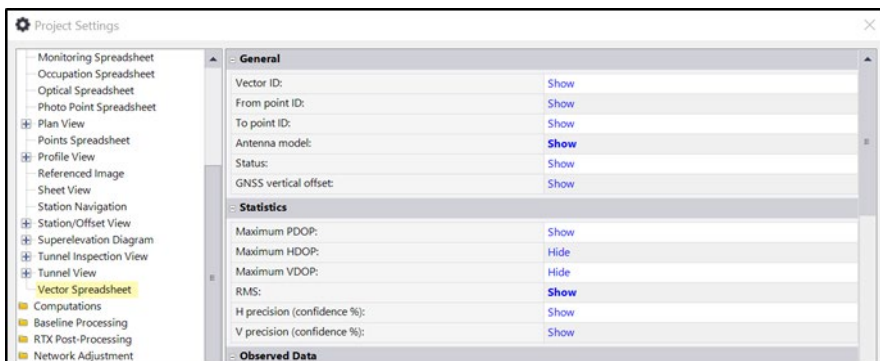 Project Settings
Monitoring Spreadsheet
Occupation Spreadsheet
Optical Spreadsheet
Photo Point Spreadsheet
Plan View
Points Spreadsheet
Profile View
Referenced Image
Sheet View
Station Navigation
Station/Offset View
Superelevation Diagram
Tunnel Inspection View
Tunnel View
Vector Spreadsheet
Computations
Baseline Processing
RTX Post-Processing
Network Adjustment
General
Vector ID: Show
From point ID: Show
To point ID: Show
Antenna model: Show
Status: Show
GNSS vertical offset: Show
Statistics
Maximum PDOP: Show
Maximum HDOP: Hide
Maximum VDOP: Hide
RMS: Show
H precision (confidence %): Show
V precision (confidence %): Show
Observed Data